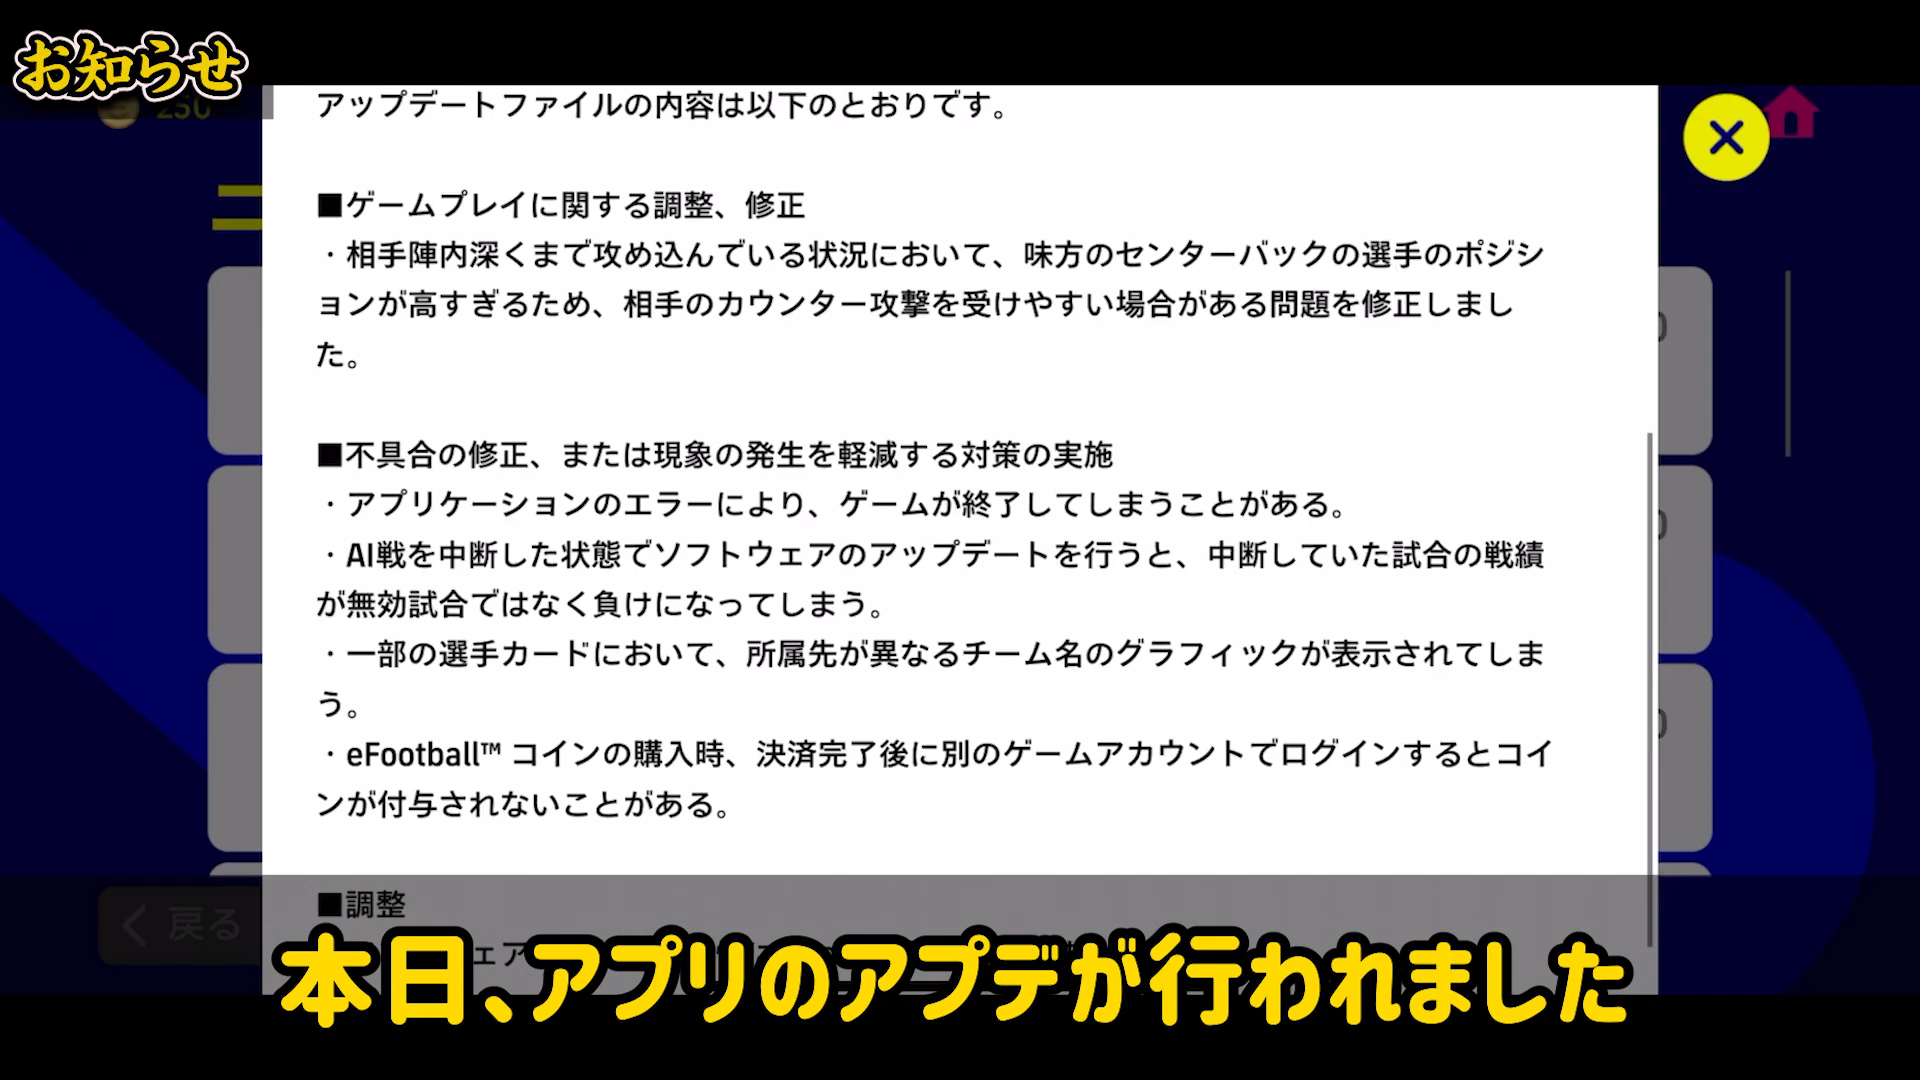 お知らせ
250
アップデートファイルの内容は以下のとおりです。
■ゲームプレイに関する調整、修正
・相手陣内深くまで攻め込んでいる状況において、味方のセンターバックの選手のポジシ
ョンが高すぎるため、相手のカウンター攻撃を受けやすい場合がある問題を修正しまし
た。
■不具合の修正、または現象の発生を軽減する対策の実施
・アプリケーションのエラーにより、ゲームが終了してしまうことがある。
・AI戦を中断した状態でソフトウェアのアップデートを行うと、中断していた試合の戦績
が無効試合ではなく負けになってしまう。
・一部の選手カードにおいて、所属先が異なるチーム名のグラフィックが表示されてしま
う。
・eFootball™ コインの購入時、決済完了後に別のゲームアカウントでログインするとコイ
ンが付与されないことがある。
■調整
戻る
本日、アプリのアプデが行われました